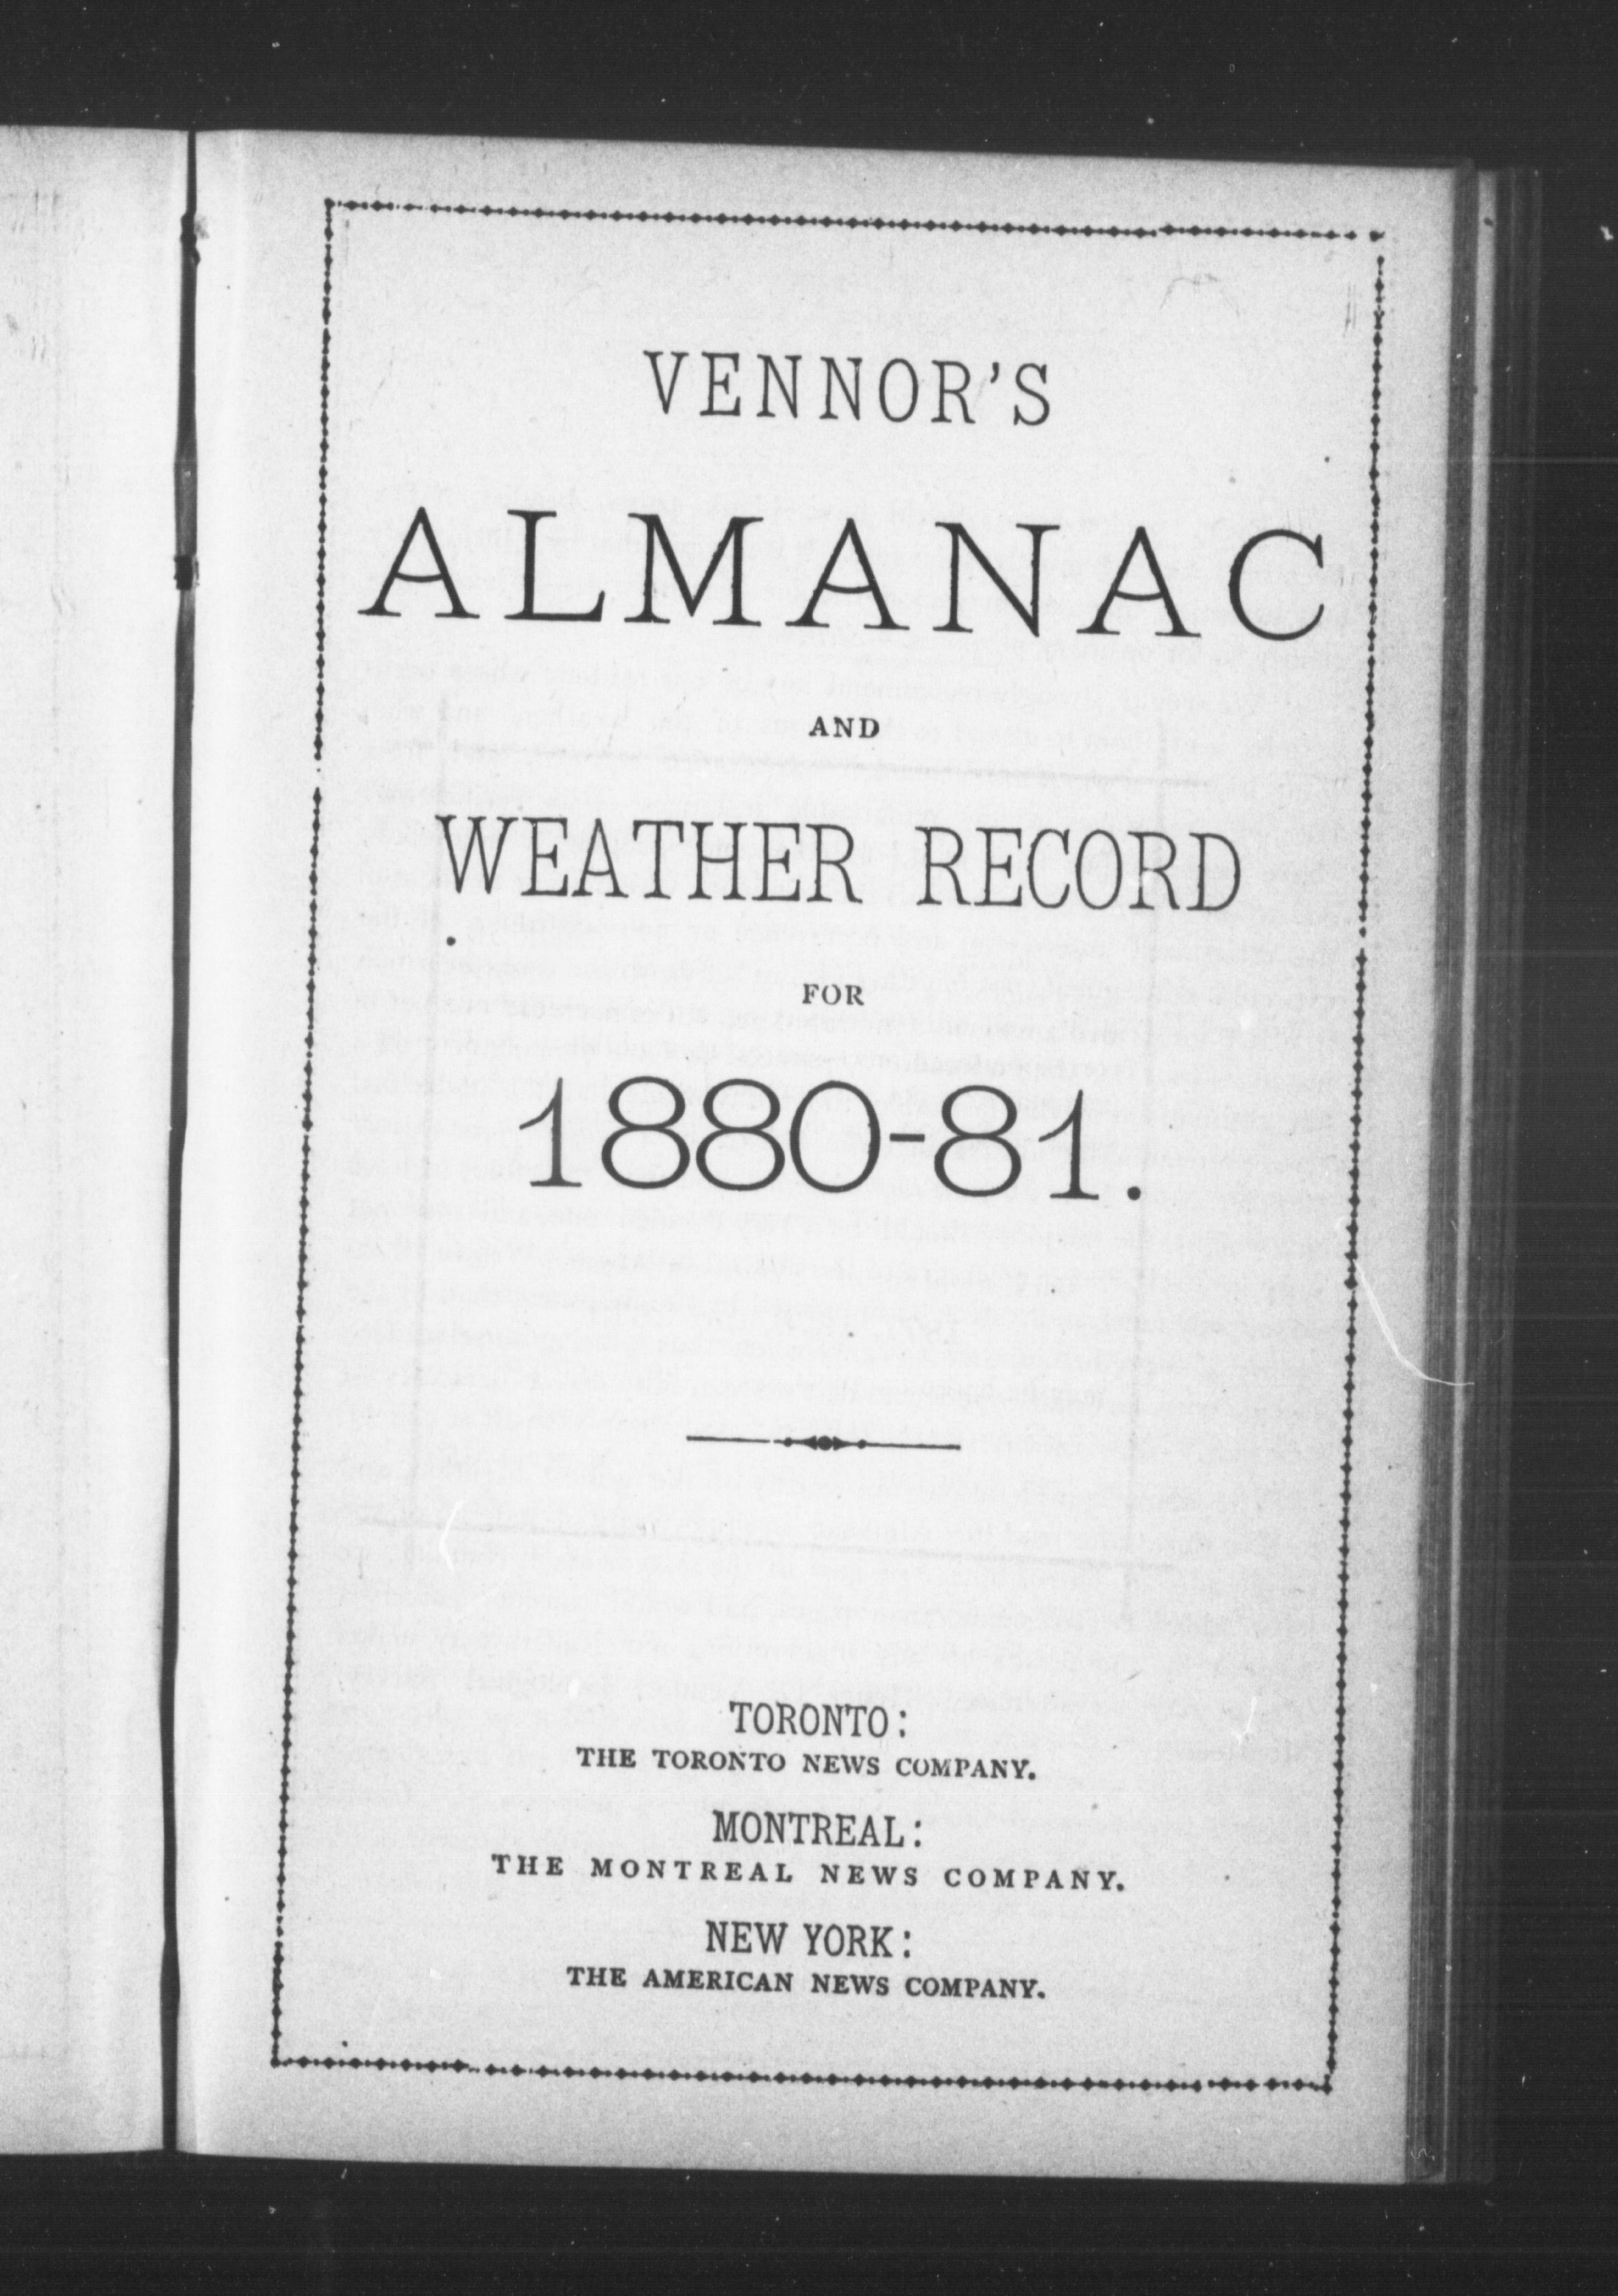 VENNOR'S
ALMANAC
AND
WEATHER RECORD
FOR
1880-81.
TORONTO:
THE TORONTO NEWS COMPANY.
MONTREAL:
THE MONTREAL NEWS COMPANY.
NEW YORK:
THE AMERICAN NEWS COMPANY.